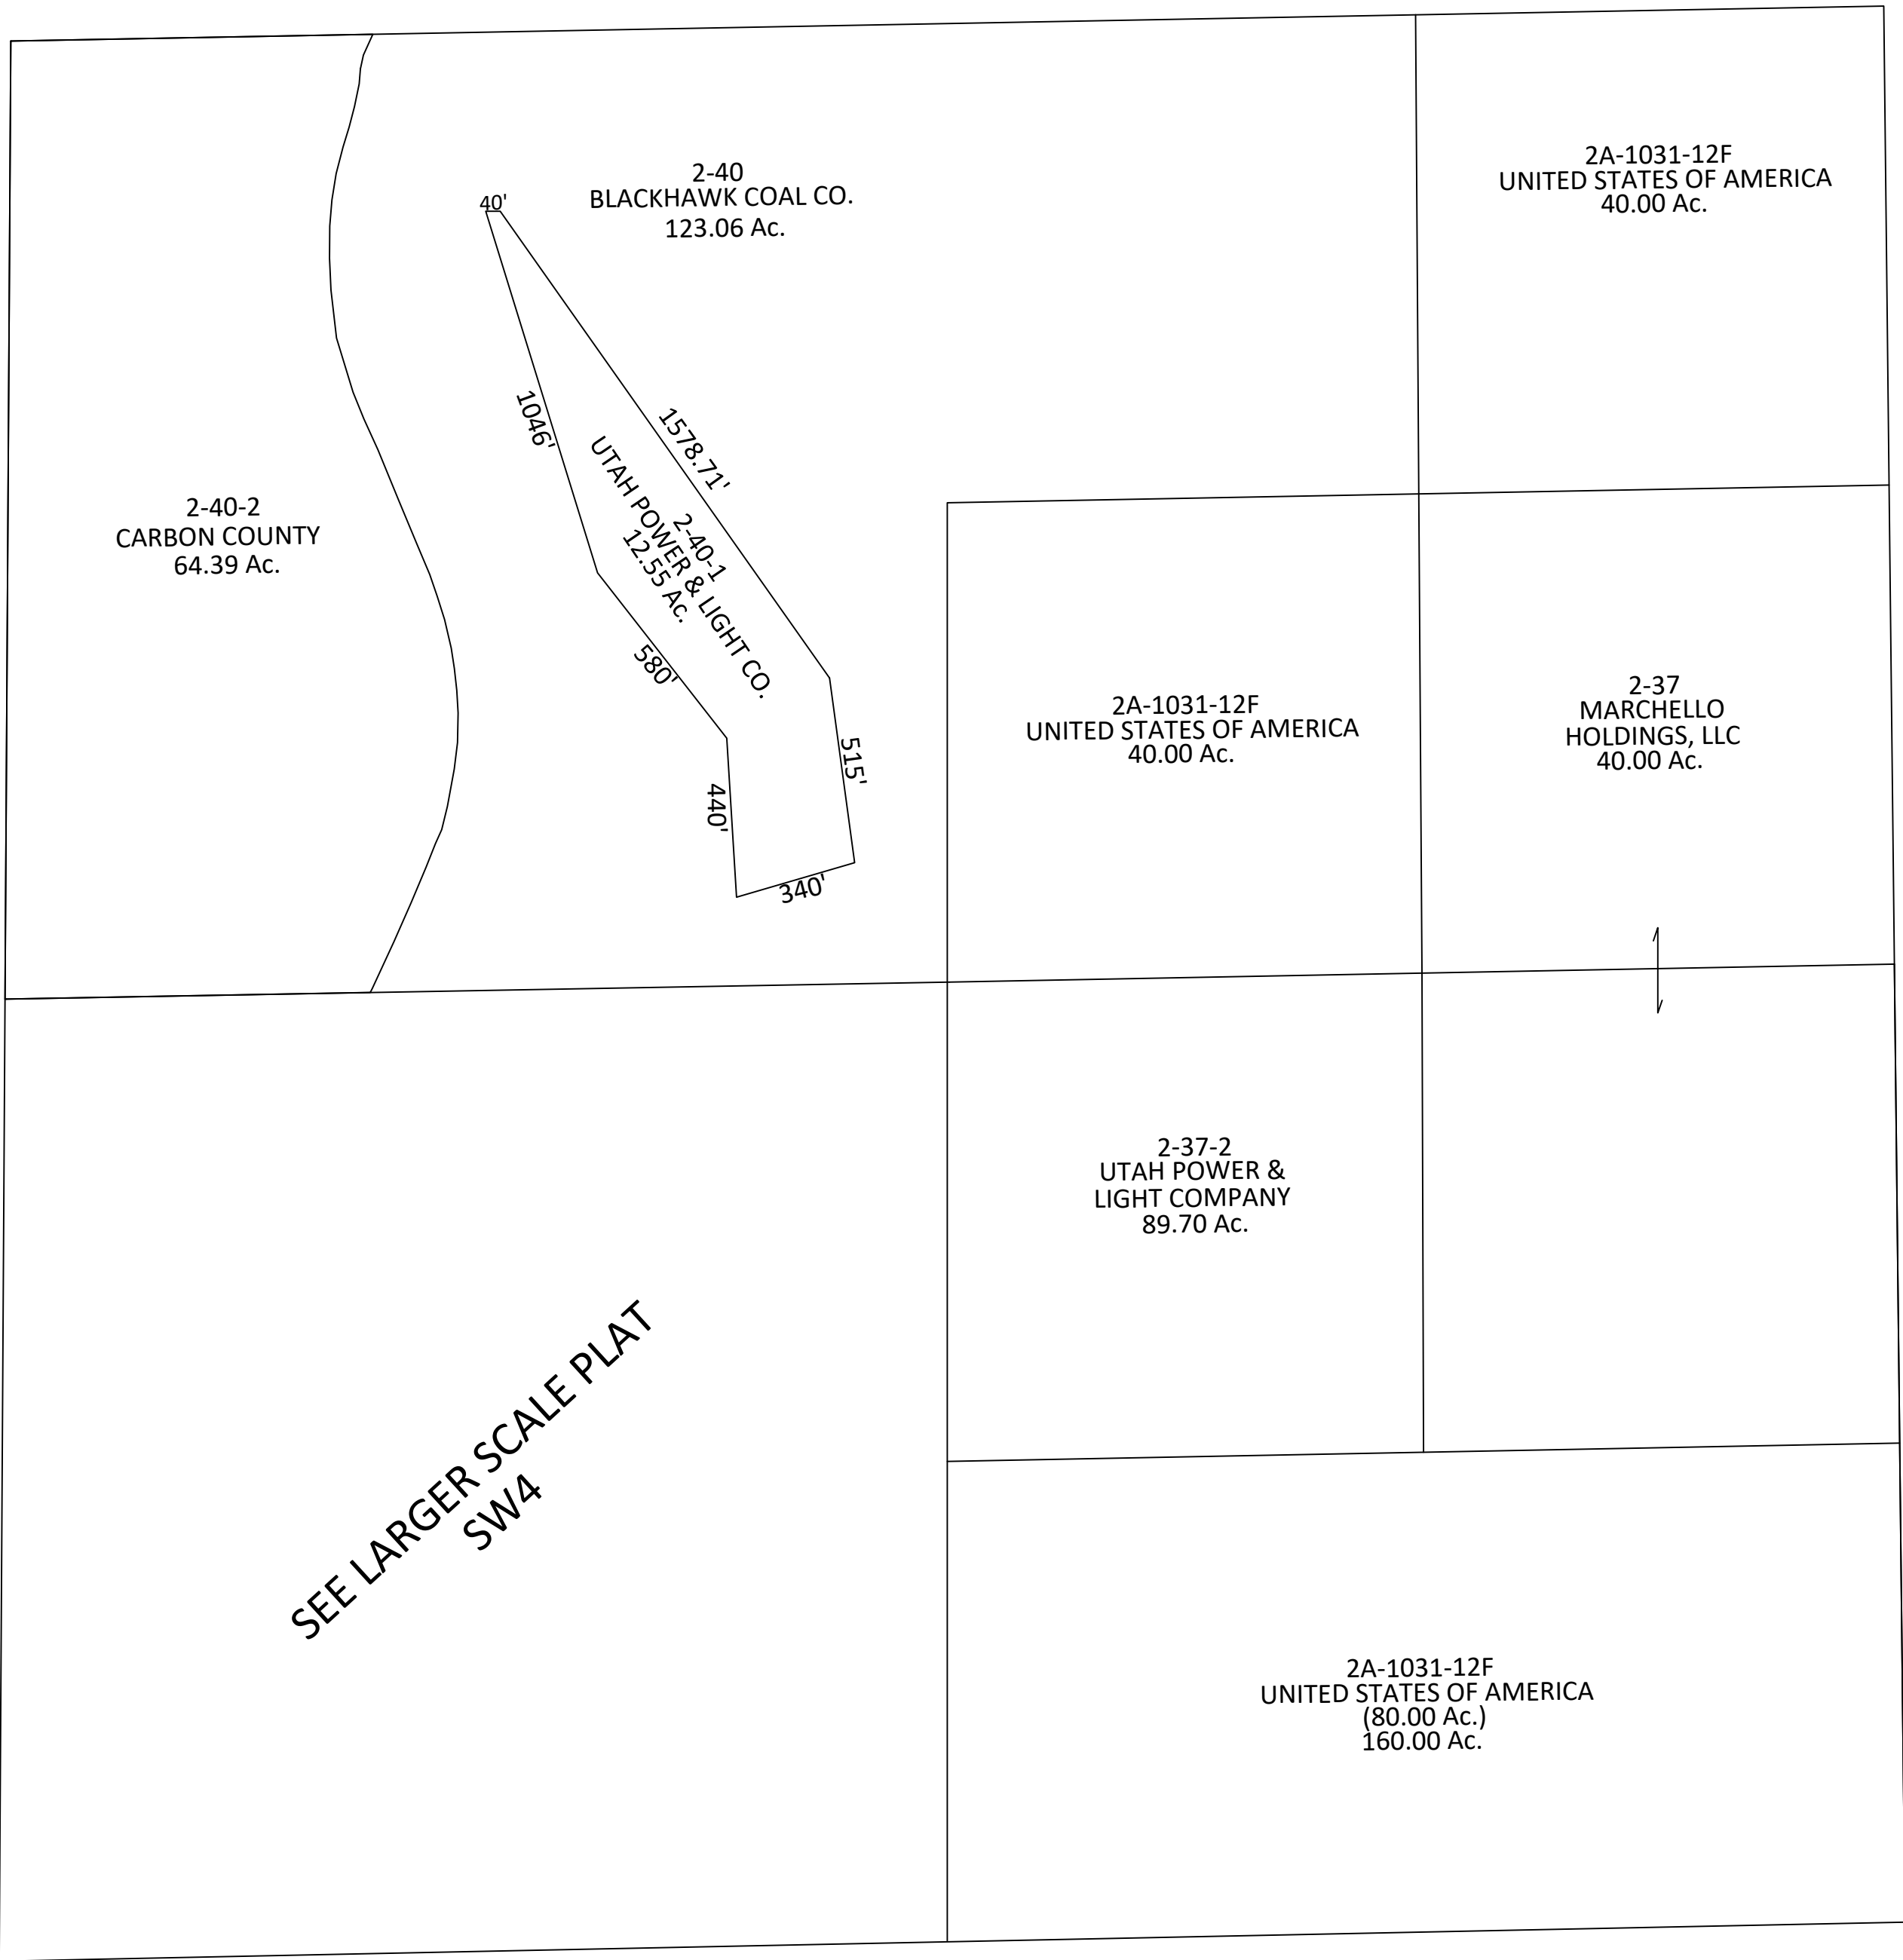 2-40
BLACKHAWK COAL CO.
123.06 Ac.
2A-1031-12F
UNITED STATES OF AMERICA
40.00 Ac.
40'
1046'
1578.71'
2-40-1
UTAH POWER & LIGHT CO.
12.55 Ac.
580'
515'
440'
340'
2-40-2
CARBON COUNTY
64.39 Ac.
2A-1031-12F
UNITED STATES OF AMERICA
40.00 Ac.
2-37
MARCHELLO
HOLDINGS, LLC
40.00 Ac.
2-37-2
UTAH POWER &
LIGHT COMPANY
89.70 Ac.
SEE LARGER SCALE PLAT
SW4
2A-1031-12F
UNITED STATES OF AMERICA
(80.00 Ac.)
160.00 Ac.